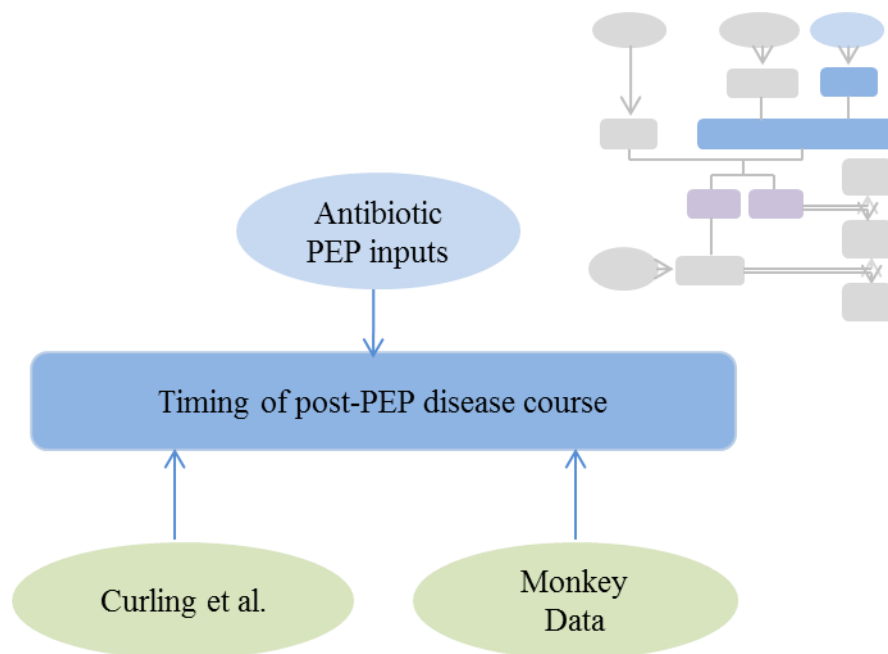 Antibiotic
PEP inputs
Timing of post-PEP disease course
Curling et al.
Monkey
Data